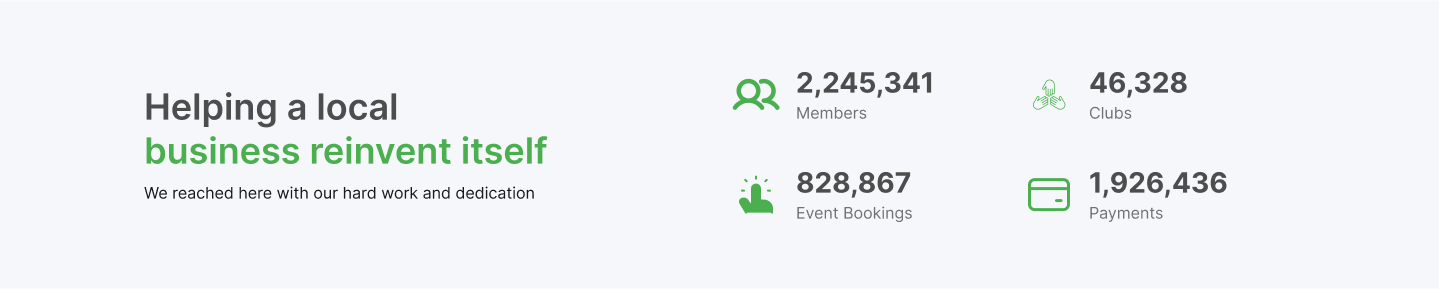 Helping a local
business reinvent itself
We reached here with our hard work and dedication
2,245,341
Members
46,328
Clubs
828,867
Event Bookings
1,926,436
Payments